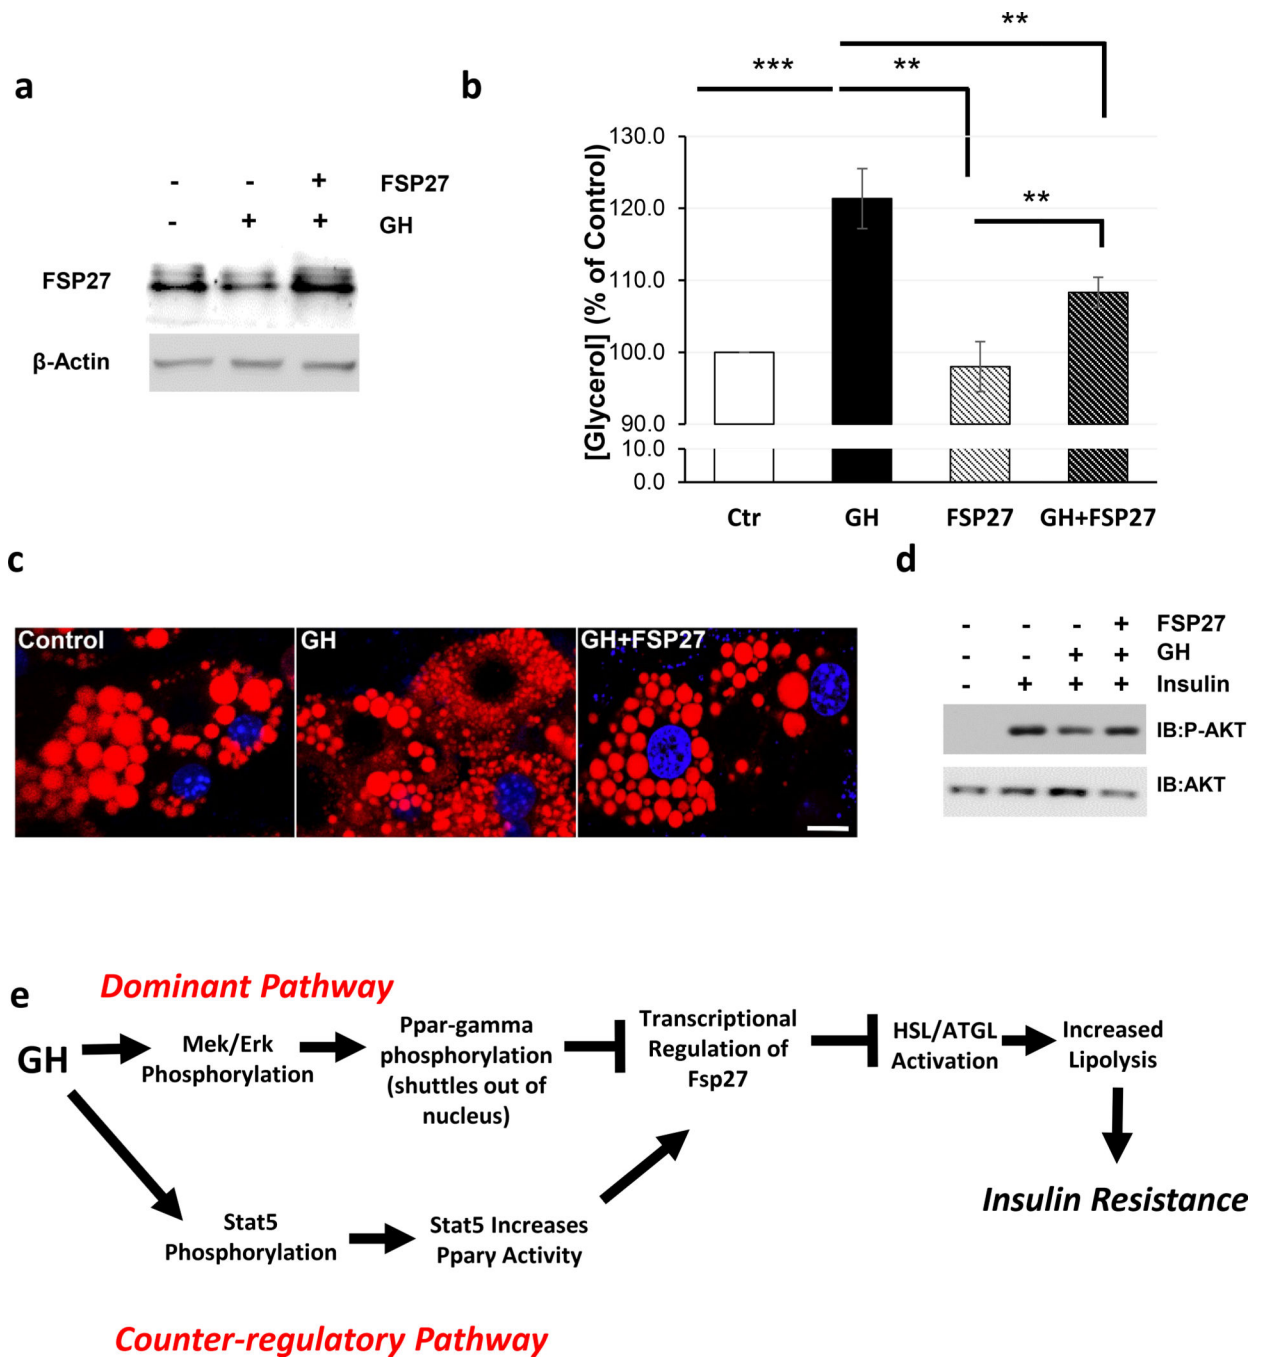 a
- - + FSP27
- + + GH
FSP27
β-Actin
b
**
*** **
**
[Glycerol] (% of Control)
130.0
120.0
110.0
100.0
90.0
10.0
0.0
Ctr GH FSP27 GH+FSP27
c
Control GH GH+FSP27
d
- - - + FSP27
- - + + GH
- + + + Insulin
IB:P-AKT
IB:AKT
e
Dominant Pathway
GH
Mek/Erk
Phosphorylation
Ppar-gamma
phosphorylation
(shuttles out of
nucleus)
Transcriptional
Regulation of
Fsp27
HSL/ATGL
Activation
Increased
Lipolysis
Insulin Resistance
Stat5
Phosphorylation
Stat5 Increases
Pparγ Activity
Counter-regulatory Pathway